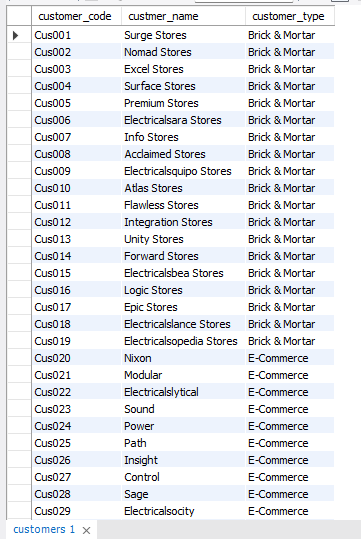 customer_code custmer_name customer_type
Cus001 Surge Stores Brick & Mortar
Cus002 Nomad Stores Brick & Mortar
Cus003 Excel Stores Brick & Mortar
Cus004 Surface Stores Brick & Mortar
Cus005 Premium Stores Brick & Mortar
Cus006 Electricalsara Stores Brick & Mortar
Cus007 Info Stores Brick & Mortar
Cus008 Acclaimed Stores Brick & Mortar
Cus009 Electricalsquipo Stores Brick & Mortar
Cus010 Atlas Stores Brick & Mortar
Cus011 Flawless Stores Brick & Mortar
Cus012 Integration Stores Brick & Mortar
Cus013 Unity Stores Brick & Mortar
Cus014 Forward Stores Brick & Mortar
Cus015 Electricalsbea Stores Brick & Mortar
Cus016 Logic Stores Brick & Mortar
Cus017 Epic Stores Brick & Mortar
Cus018 Electricalslance Stores Brick & Mortar
Cus019 Electricalsopedia Stores Brick & Mortar
Cus020 Nixon E-Commerce
Cus021 Modular E-Commerce
Cus022 Electricalslytical E-Commerce
Cus023 Sound E-Commerce
Cus024 Power E-Commerce
Cus025 Path E-Commerce
Cus026 Insight E-Commerce
Cus027 Control E-Commerce
Cus028 Sage E-Commerce
Cus029 Electricalsocity E-Commerce
customers 1